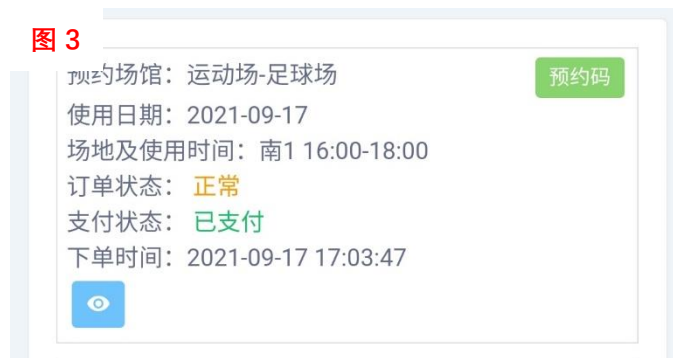 图 3
预约场馆：运动场-足球场
预约码
使用日期：2021-09-17
场地及使用时间：南1 16:00-18:00
订单状态： 正常
支付状态： 已支付
下单时间：2021-09-17 17:03:47